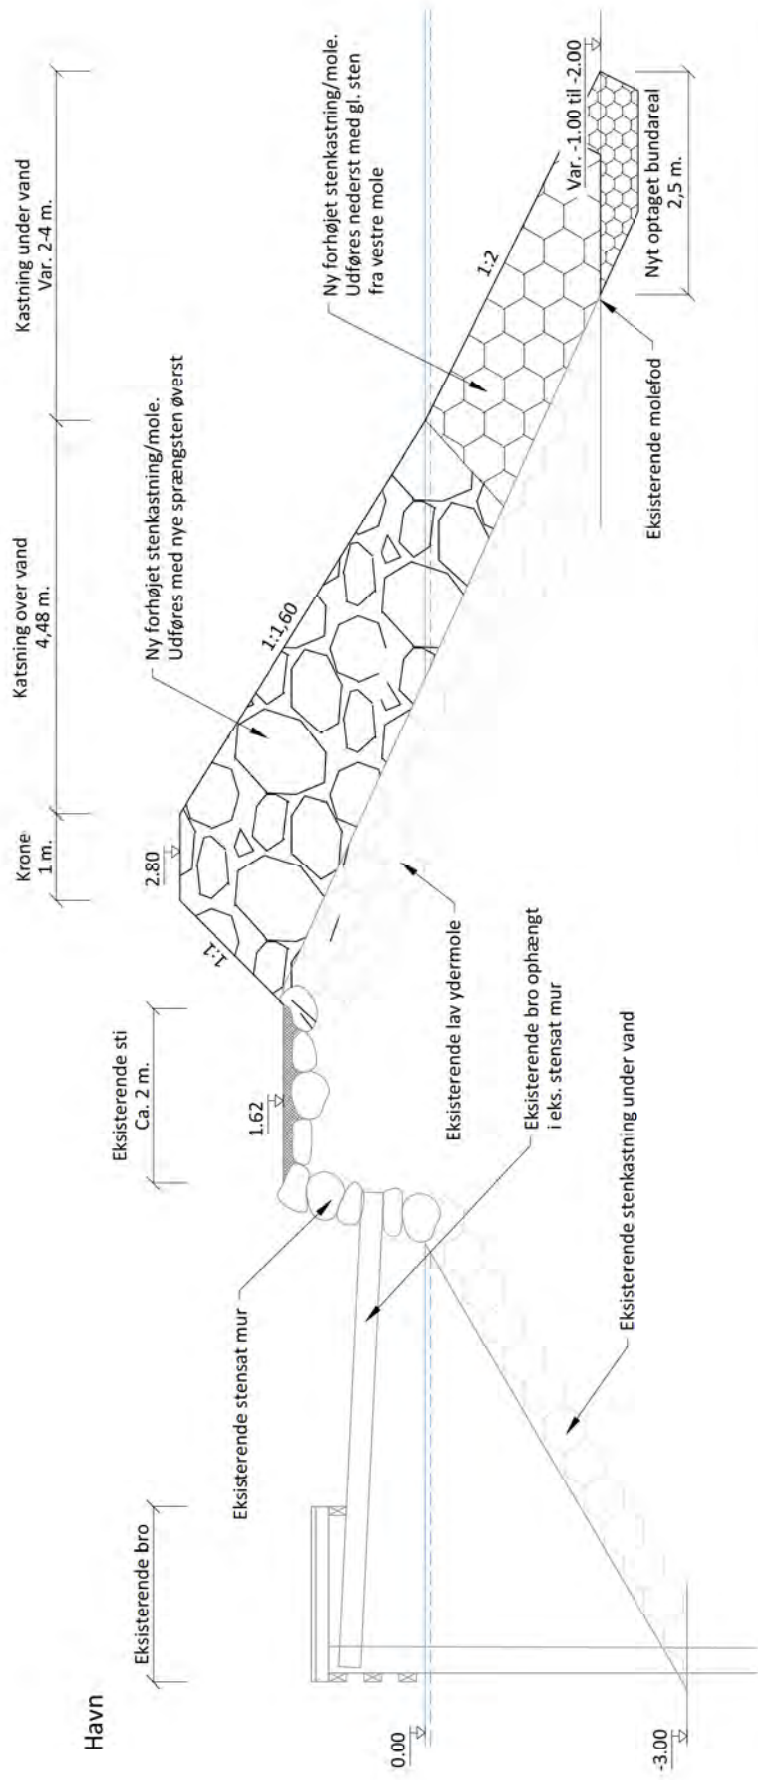 Havn
Eksisterende bro
Eksisterende sti
Ca. 2 m.
Krone
1 m.
Katsning over vand
4,48 m.
Kastning under vand
Var. 2-4 m.
Ny forhøjet stenkastning/mole.
Udføres med nye sprængsten øverst
Ny forhøjet stenkastning/mole.
Udføres nederst med gl. sten
fra vestre mole
2.80
1:1
1:1,60
1:2
1.62
Var. -1.00 til -2.00
Eksisterende stensat mur
0.00
-3.00
Eksisterende lav ydermole
Eksisterende bro ophængt
i eks. stensat mur
Eksisterende stenkastning under vand
Eksisterende molefod
Nyt optaget bundareal
2,5 m.